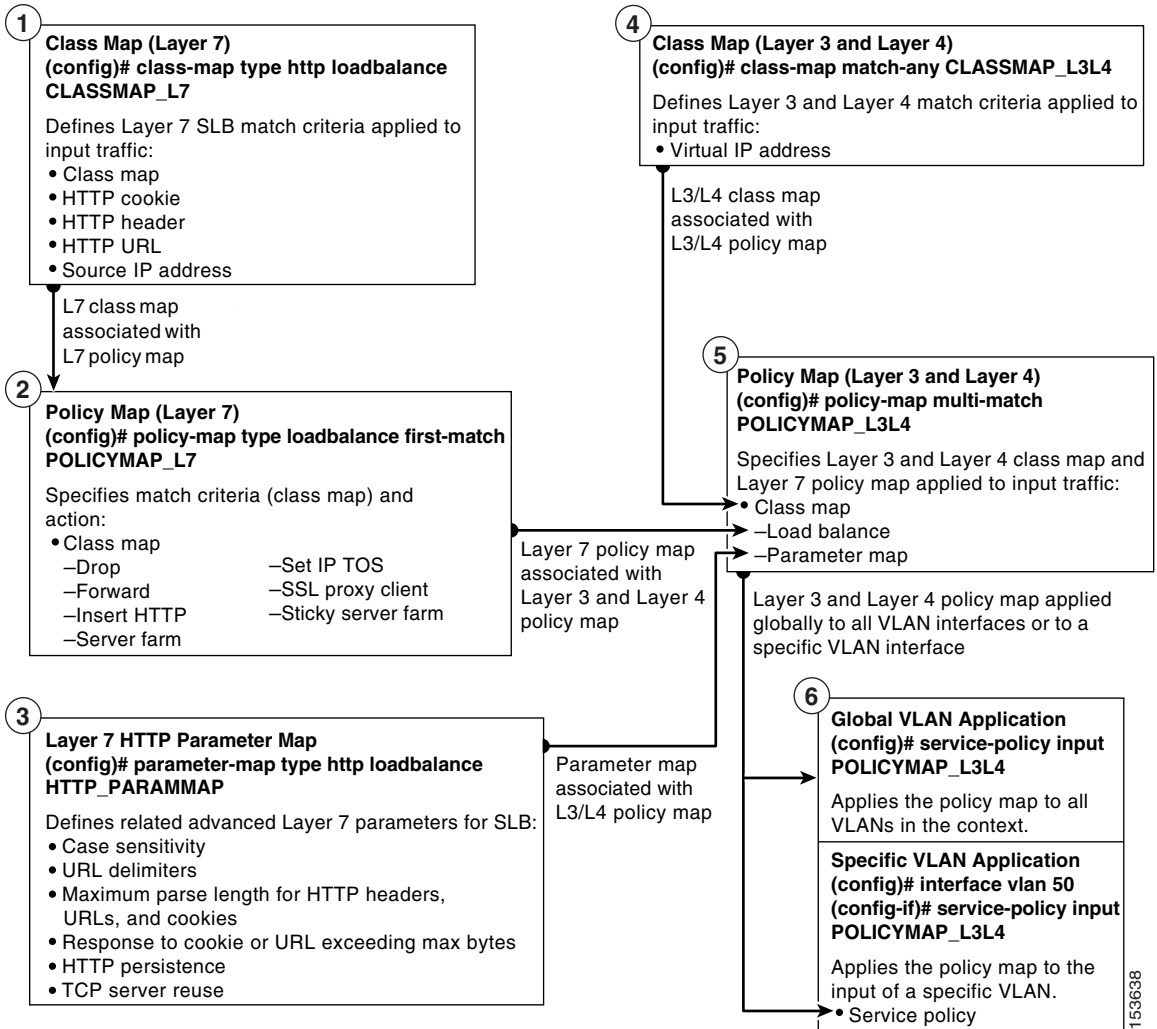 1
Class Map (Layer 7)
(config)# class-map type http loadbalance
CLASSMAP_L7
Defines Layer 7 SLB match criteria applied to
input traffic:
• Class map
• HTTP cookie
• HTTP header
• HTTP URL
• Source IP address
L7 class map
associated with
L7 policy map
2
Policy Map (Layer 7)
(config)# policy-map type loadbalance first-match
POLICYMAP_L7
Specifies match criteria (class map) and
action:
• Class map
–Drop
–Forward
–Insert HTTP
–Server farm
–Set IP TOS
–SSL proxy client
–Sticky server farm
Layer 7 policy map
associated with
Layer 3 and Layer 4
policy map
3
Layer 7 HTTP Parameter Map
(config)# parameter-map type http loadbalance
HTTP_PARAMMAP
Defines related advanced Layer 7 parameters for SLB:
• Case sensitivity
• URL delimiters
• Maximum parse length for HTTP headers,
URLs, and cookies
• Response to cookie or URL exceeding max bytes
• HTTP persistence
• TCP server reuse
Parameter map
associated with
L3/L4 policy map
4
Class Map (Layer 3 and Layer 4)
(config)# class-map match-any CLASSMAP_L3L4
Defines Layer 3 and Layer 4 match criteria applied to
input traffic:
• Virtual IP address
L3/L4 class map
associated with
L3/L4 policy map
5
Policy Map (Layer 3 and Layer 4)
(config)# policy-map multi-match
POLICYMAP_L3L4
Specifies Layer 3 and Layer 4 class map and
Layer 7 policy map applied to input traffic:
• Class map
–Load balance
–Parameter map
Layer 3 and Layer 4 policy map applied
globally to all VLAN interfaces or to a
specific VLAN interface
6
Global VLAN Application
(config)# service-policy input
POLICYMAP_L3L4
Applies the policy map to all
VLANs in the context.
Specific VLAN Application
(config)# interface vlan 50
(config-if)# service-policy input
POLICYMAP_L3L4
Applies the policy map to the
input of a specific VLAN.
• Service policy
153638